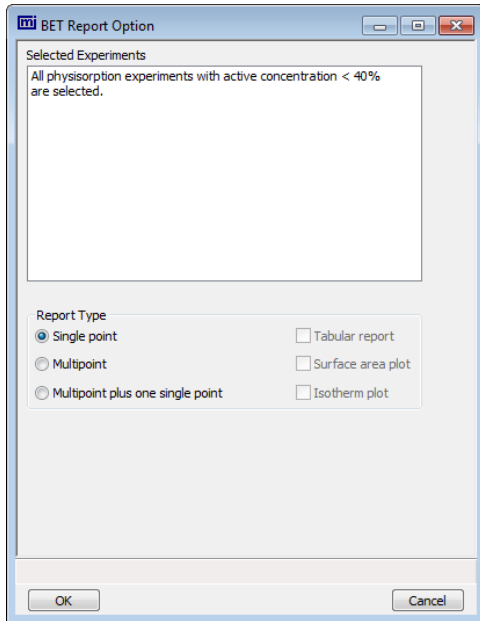 mi BET Report Option
Selected Experiments
All physisorption experiments with active concentration < 40%
are selected.
Report Type
Single point
Tabular report
Multipoint
Surface area plot
Multipoint plus one single point
Isotherm plot
OK
Cancel